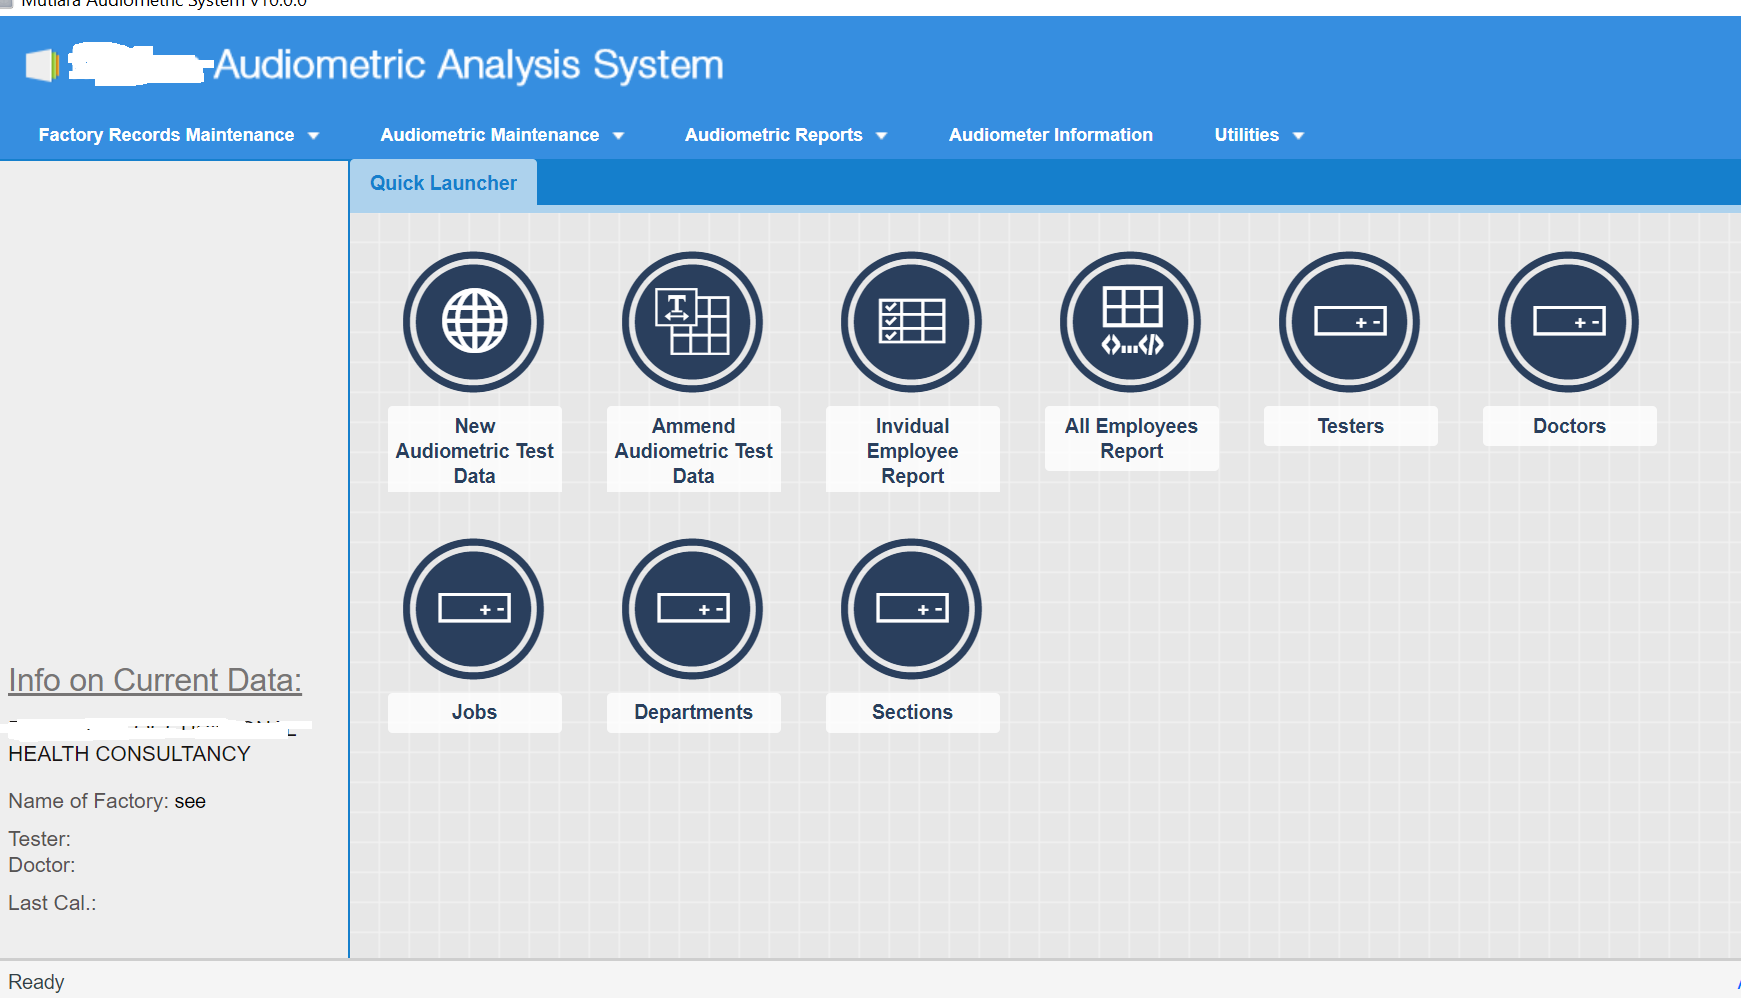 Mutiara Audiometric System v10.0.0
Audiometric Analysis System
Factory Records Maintenance
Audiometric Maintenance
Audiometric Reports
Audiometer Information
Utilities
Quick Launcher
New
Audiometric Test
Data
Ammend
Audiometric Test
Data
Invidual
Employee
Report
All Employees
Report
Testers
Doctors
Jobs
Departments
Sections
Info on Current Data:
HEALTH CONSULTANCY
Name of Factory: see
Tester:
Doctor:
Last Cal.:
Ready